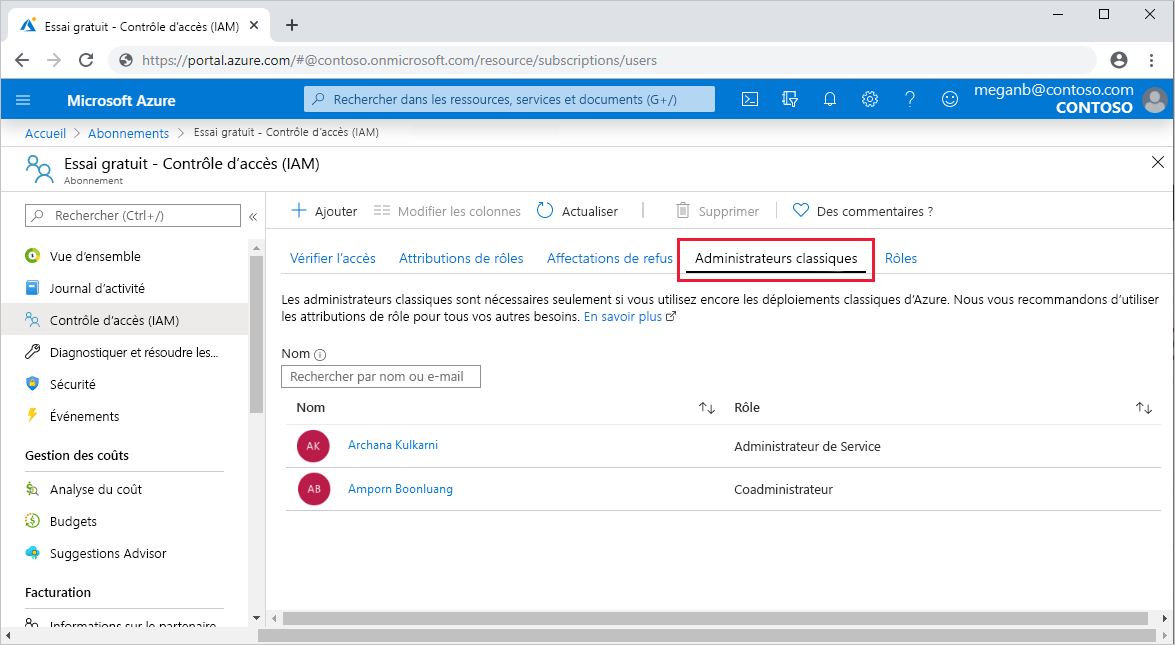 Essai gratuit - Contrôle d'accès (IAM)
https://portal.azure.com/#@contoso.onmicrosoft.com/resource/subscriptions/users
Microsoft Azure
Rechercher dans les ressources, services et documents (G+/)
meganb@contoso.com
CONTOSO
Accueil > Abonnements > Essai gratuit - Contrôle d'accès (IAM)
Essai gratuit - Contrôle d'accès (IAM)
Abonnement
Rechercher (Ctrl+/)
«
Vue d'ensemble
Journal d'activité
Contrôle d'accès (IAM)
Diagnostiquer et résoudre les...
Sécurité
Événements
Gestion des coûts
Analyse du coût
Budgets
Suggestions Advisor
Facturation
Informations sur le partenaire
Ajouter
Modifier les colonnes
Actualiser
Supprimer
Des commentaires ?
Vérifier l'accès
Attributions de rôles
Affectations de refus
Administrateurs classiques
Rôles
Les administrateurs classiques sont nécessaires seulement si vous utilisez encore les déploiements classiques d'Azure. Nous vous recommandons d'utiliser
les attributions de rôle pour tous vos autres besoins. En savoir plus
Nom
Rechercher par nom ou e-mail
Nom Rôle
AK Archana Kulkarni Administrateur de Service
AB Amporn Boonluang Coadministrateur